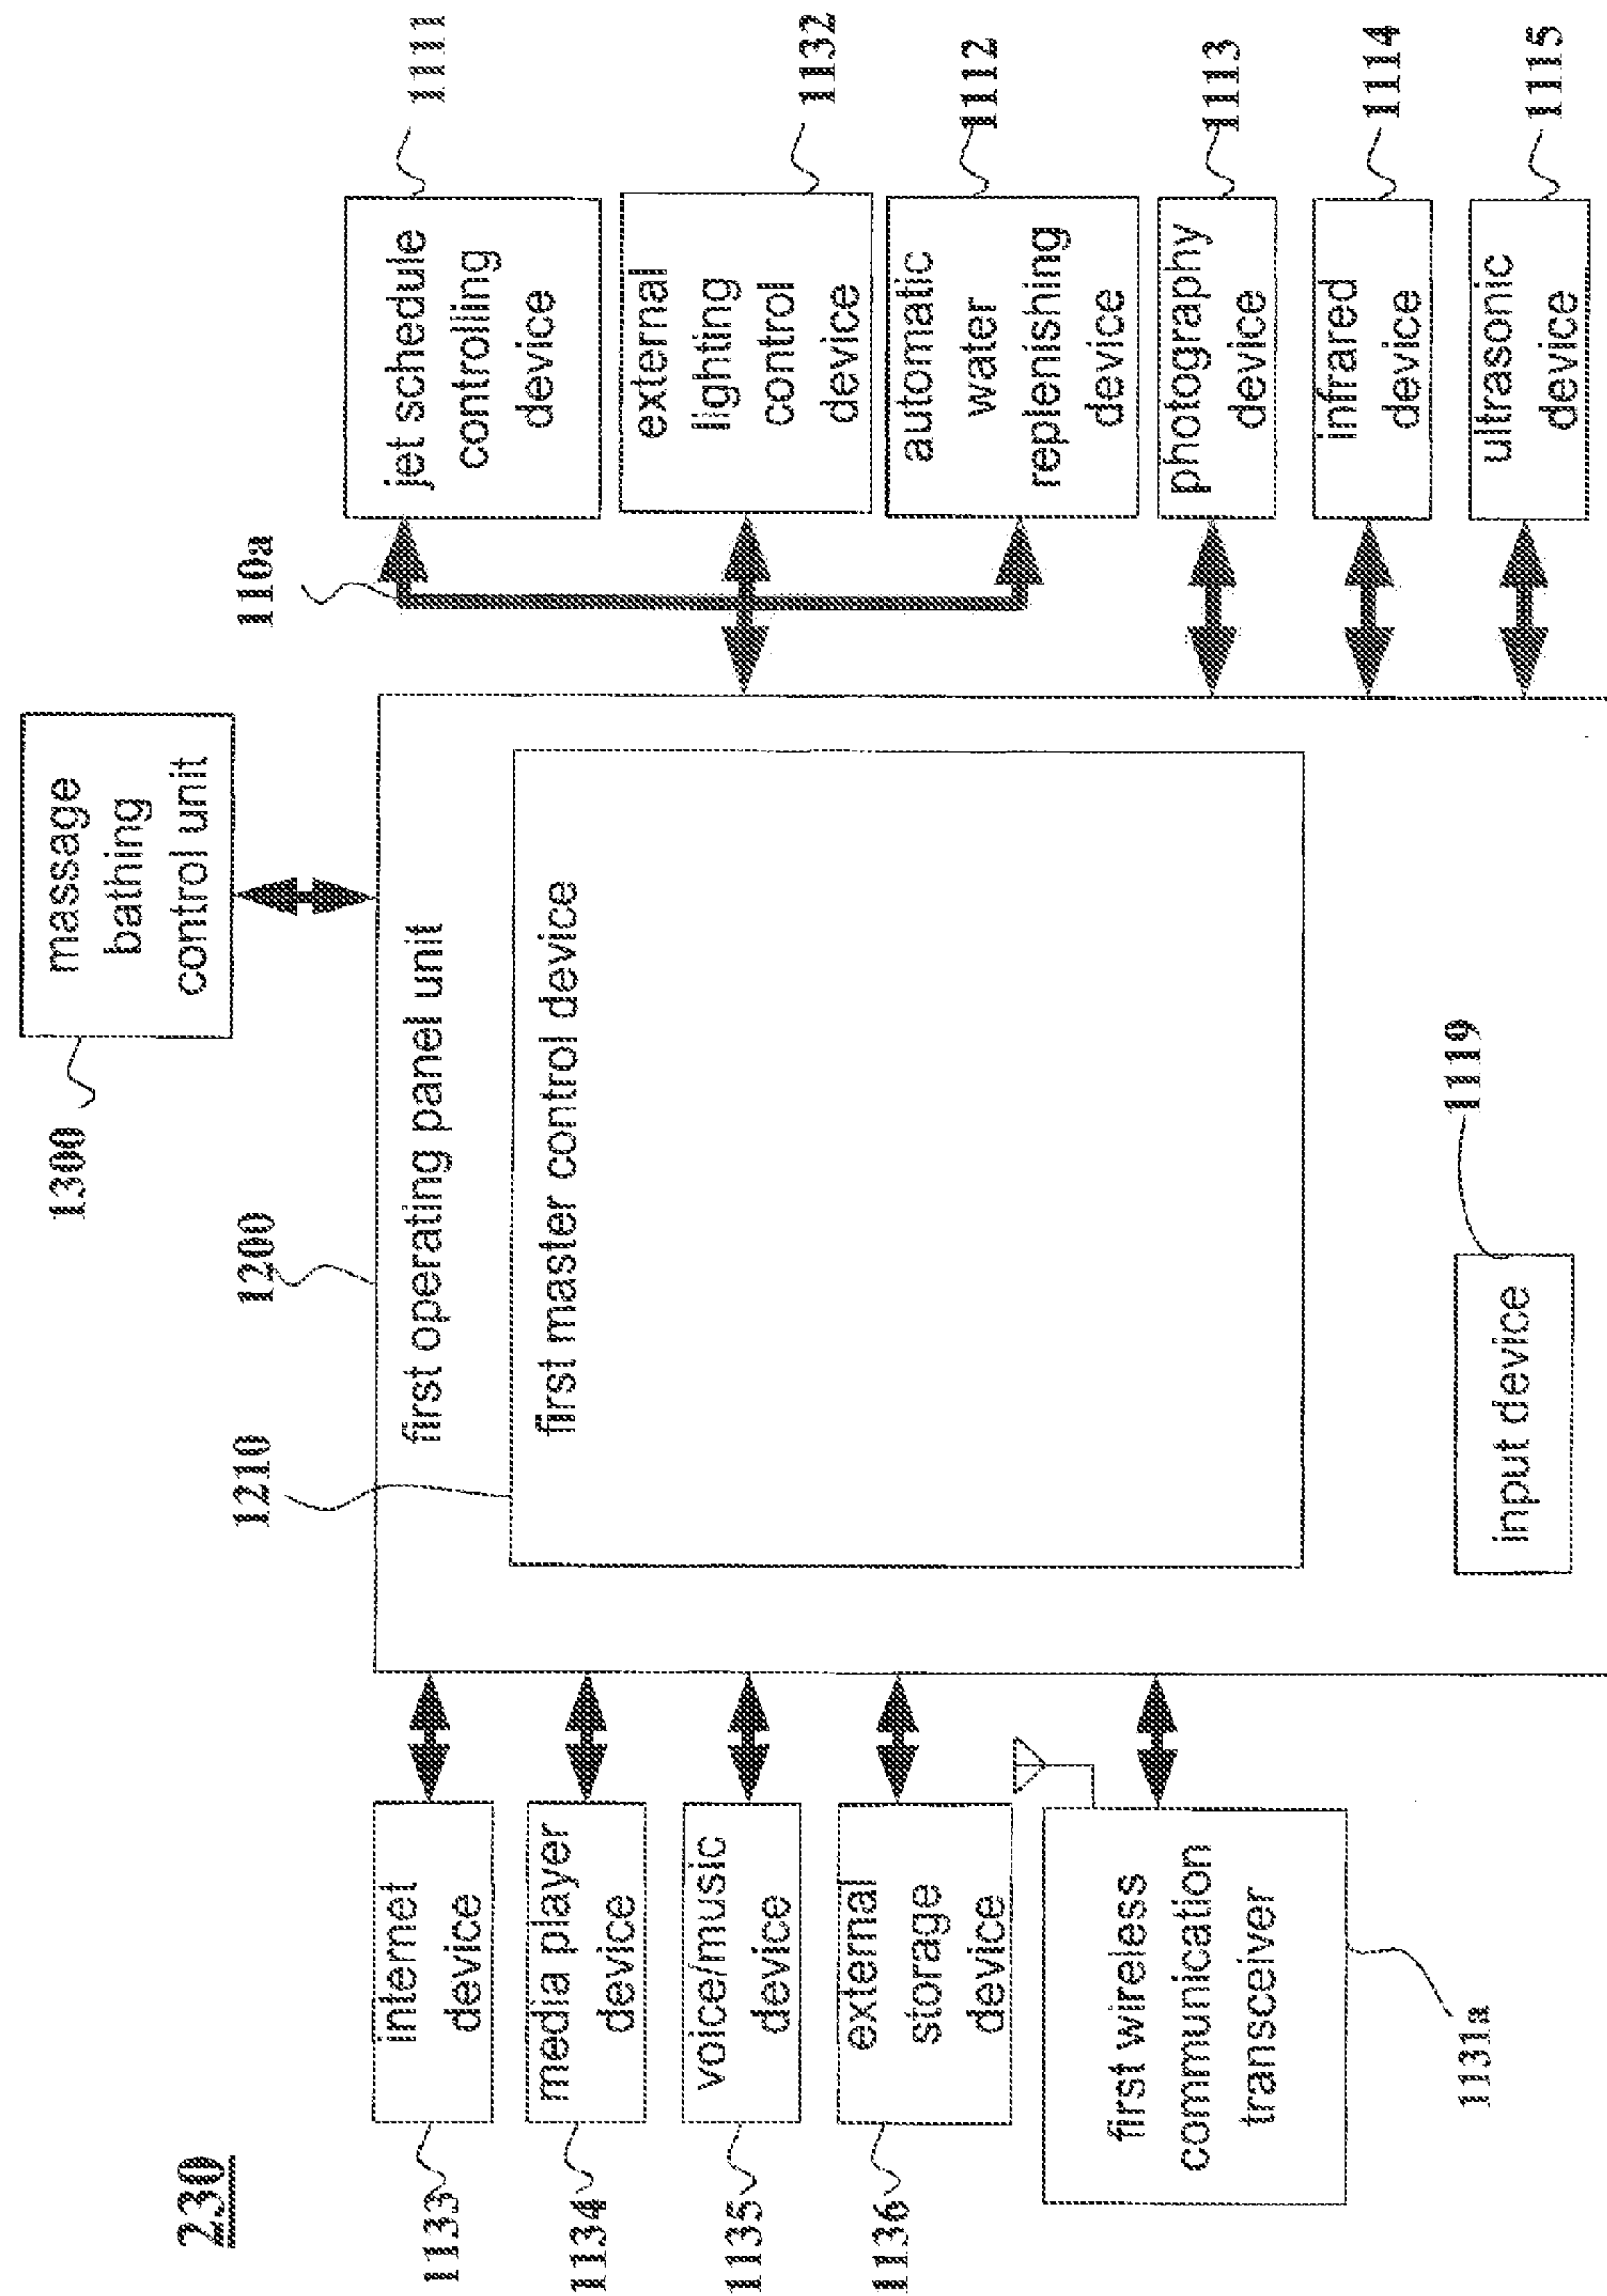 230
massage
bathing
control unit
1300
1200
1210
first operating panel unit
first master control device
input device
1119
internet
device
1133
media player
device
1134
voice/music
device
1135
external
storage
device
1136
first wireless
communication
transceiver
1131a
110a
jet schedule
controlling
device
1111
external
lighting
control
device
1132
automatic
water
replenishing
device
1112
photography
device
1113
infrared
device
1114
ultrasonic
device
1115